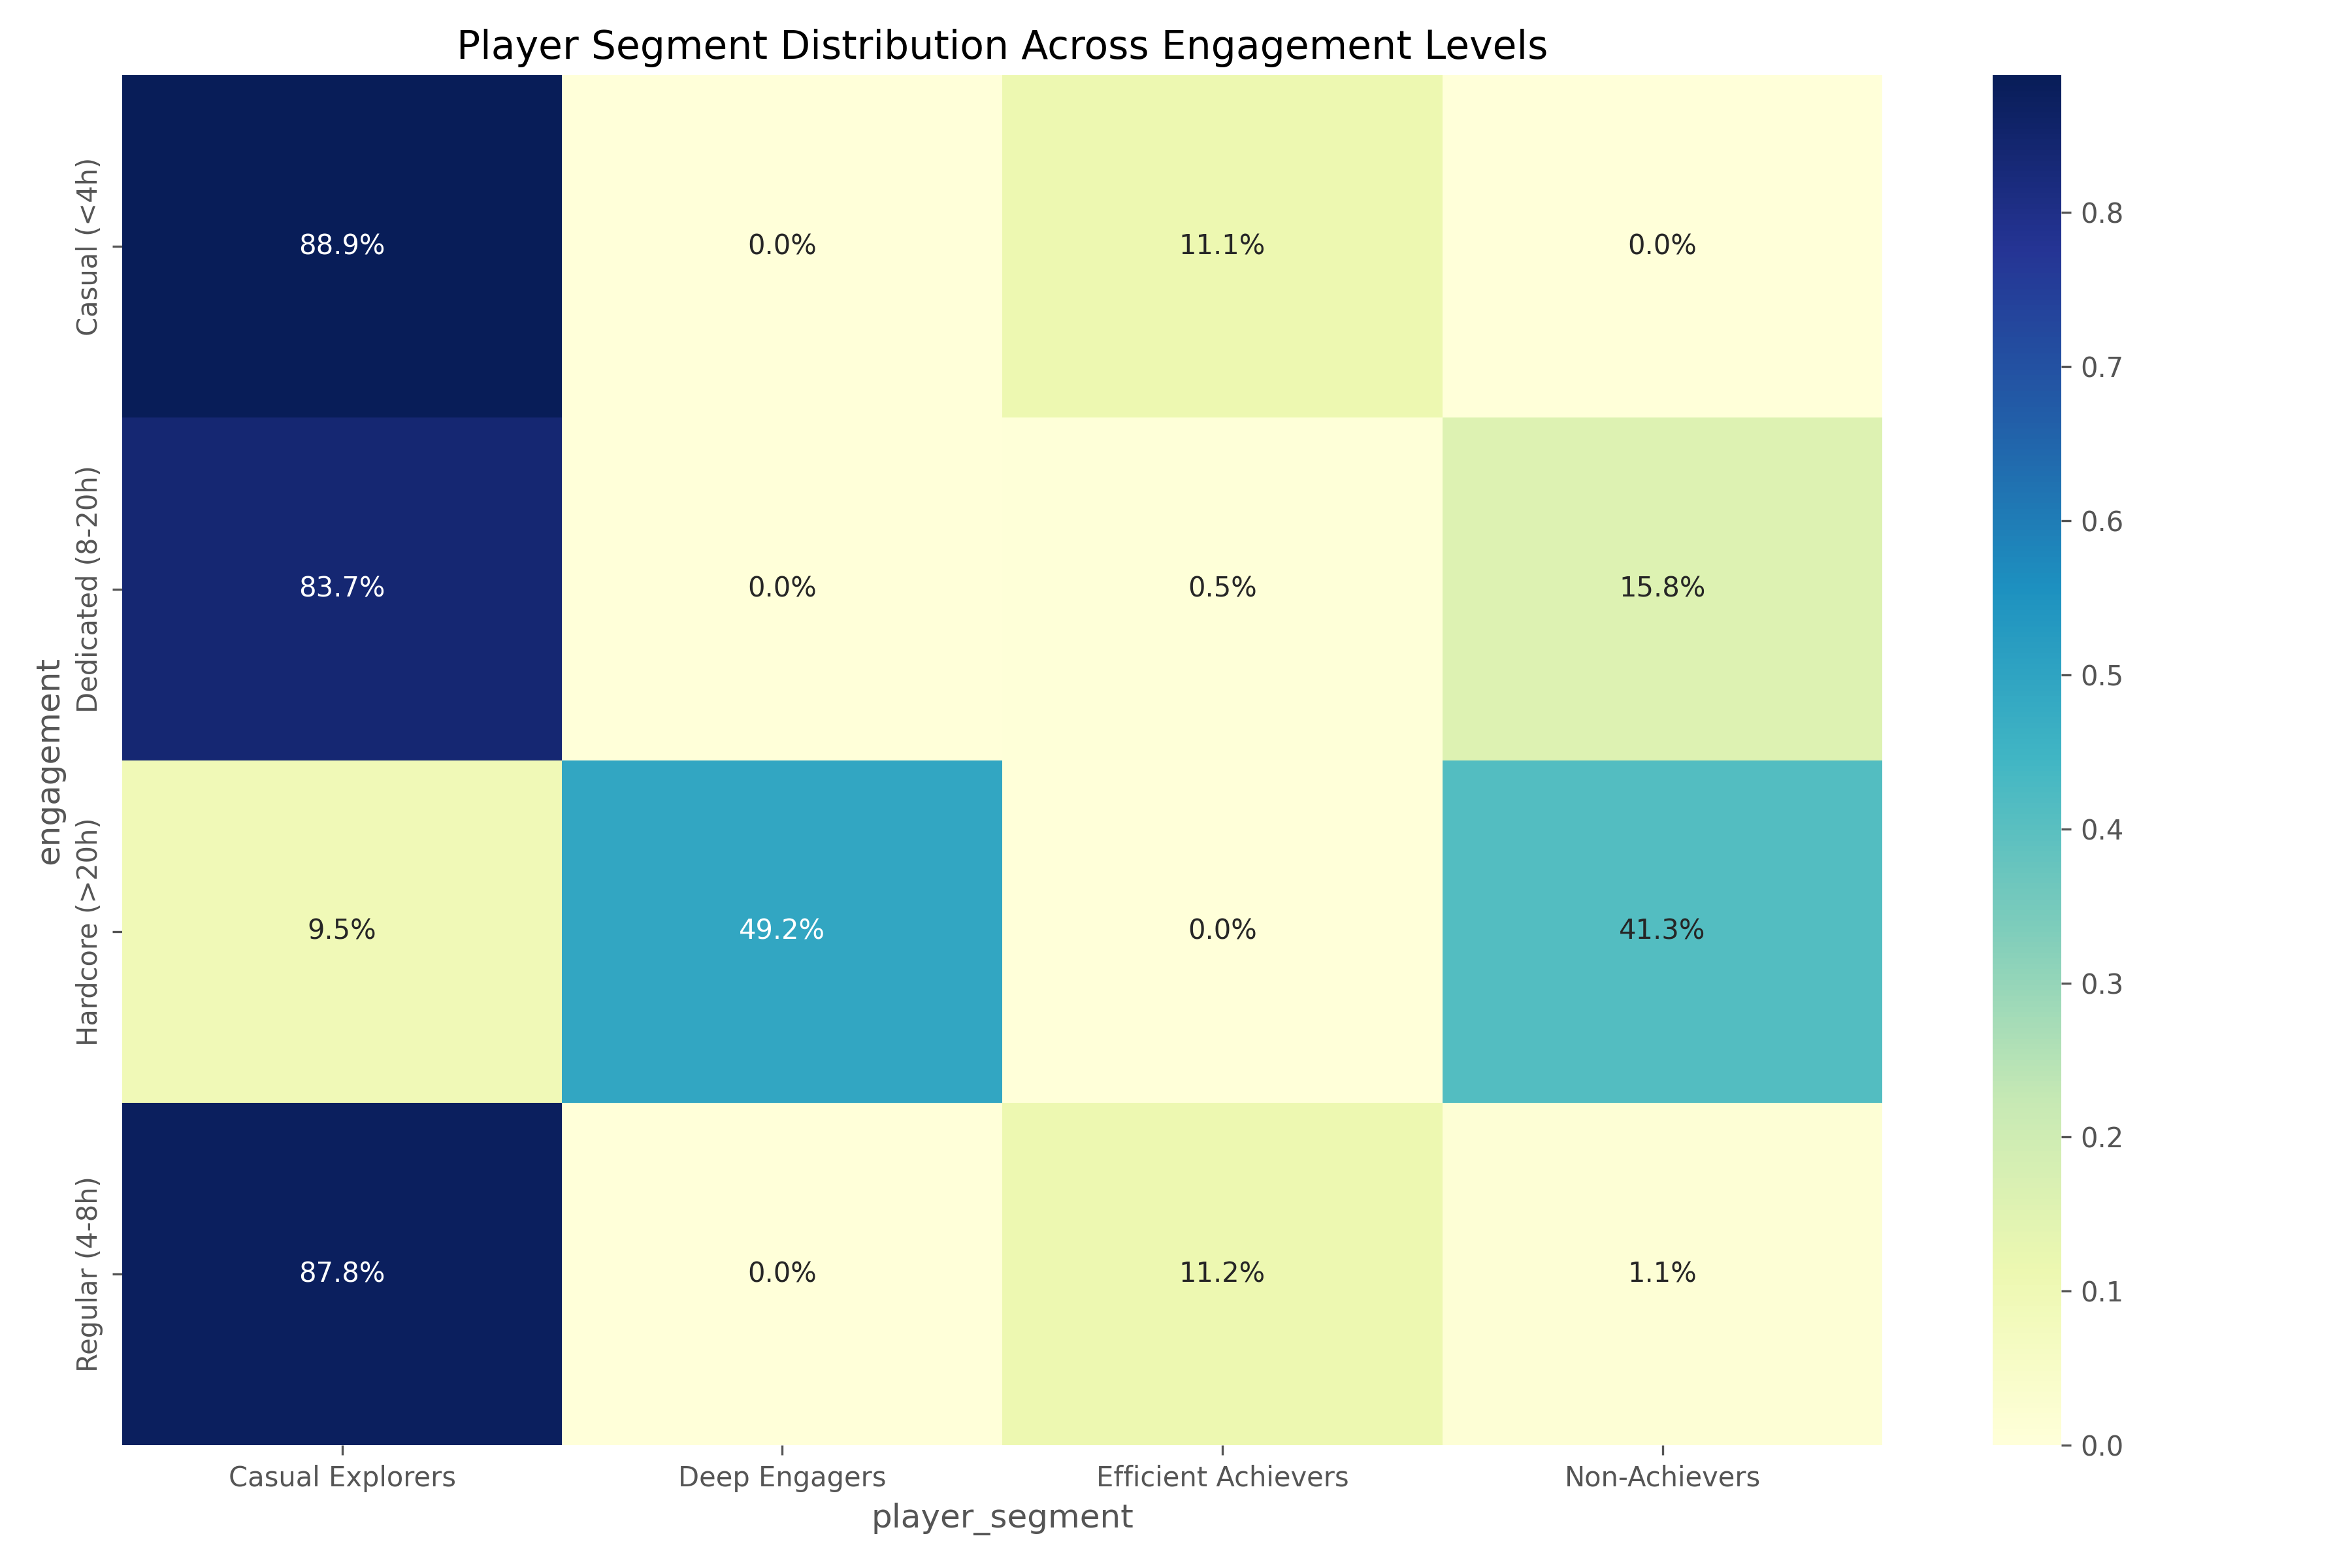 Player Segment Distribution Across Engagement Levels
engagement
Casual (<4h)
88.9%
0.0%
11.1%
0.0%
Dedicated (8-20h)
83.7%
0.0%
0.5%
15.8%
Hardcore (>20h)
9.5%
49.2%
0.0%
41.3%
Regular (4-8h)
87.8%
0.0%
11.2%
1.1%
Casual Explorers
Deep Engagers
Efficient Achievers
Non-Achievers
player_segment
0.8
0.7
0.6
0.5
0.4
0.3
0.2
0.1
0.0